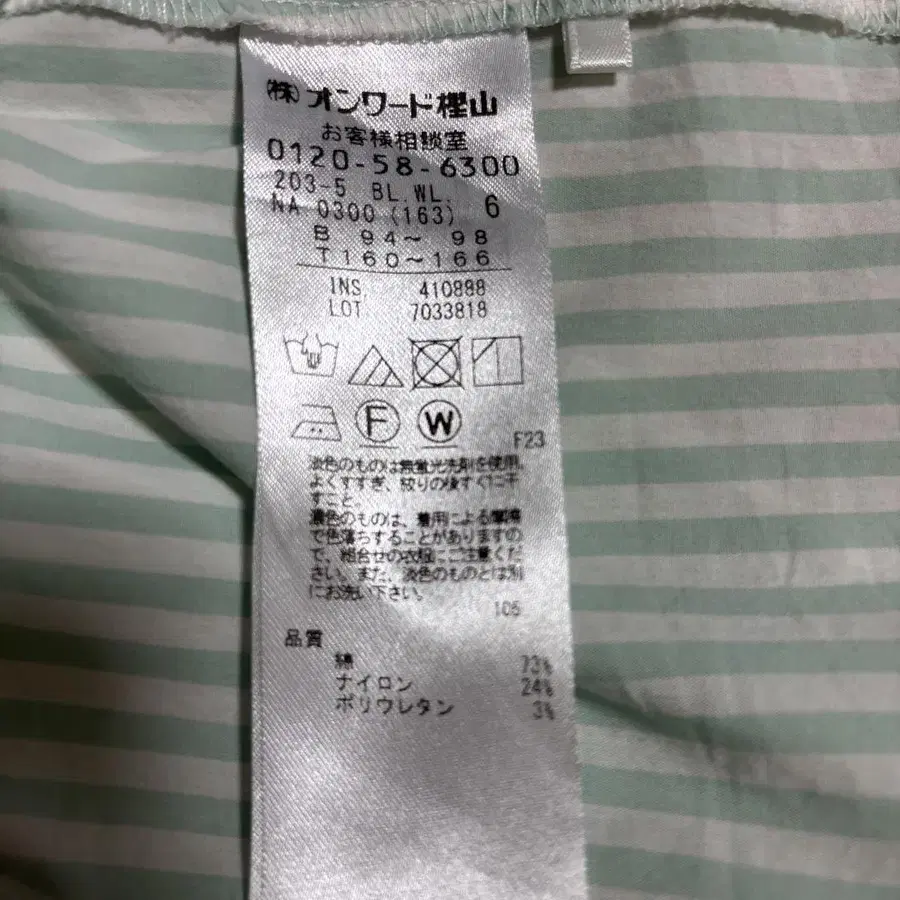 ㈱オンワード樫山
お客様相談室
0120-58-6300
203-5 BL.WL.
NA 0300 (163) 6
B 94～ 98
T160～166
INS. 410888
LOT. 7033818
F
W
F23
淡色のものは無蛍光洗剤を使用、
よくすすぎ、絞りの後すぐに干
すこと。
濃色のものは、着用による摩擦
で色落ちすることがありますの
で、組合せの衣服にご注意くだ
さい。また、淡色のものとは別
にお洗い下さい。
105
品質
綿 73%
ナイロン 24%
ポリウレタン 3%